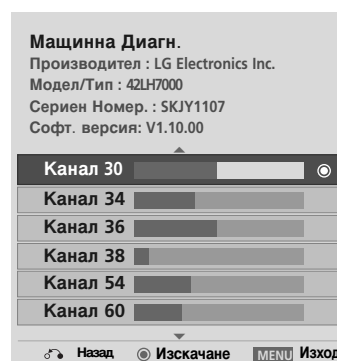 Мащинна Диагн.
Производител : LG Electronics Inc.
Модел/Тип : 42LH7000
Сериен Номер. : SKJY1107
Софт. версия: V1.10.00
Канал 30
Канал 34
Канал 36
Канал 38
Канал 54
Канал 60
Назад Изскачане MENU Изход